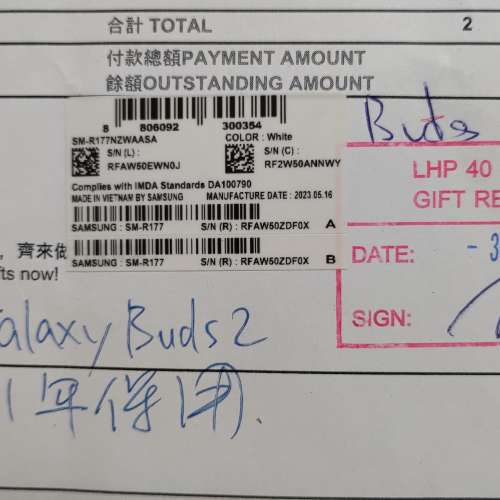 合計 TOTAL 2
付款總額PAYMENT AMOUNT
餘額OUTSTANDING AMOUNT
Buds
8 806092 300354
SM-R177NZWAASA COLOR : White
S/N (L) : S/N (C) :
RFAW50EWN0J RF2W50ANNWY
Complies with IMDA Standards DA100790
MADE IN VIETNAM BY SAMSUNG MANUFACTURE DATE : 2023.05.16
SAMSUNG : SM-R177 S/N (R) : RFAW50ZDF0X A
SAMSUNG : SM-R177 S/N (R) : RFAW50ZDF0X B
LHP 40
GIFT RE
DATE: - 3
SIGN:
，齊來做
fts now!
alaxy Buds2
1年保用.